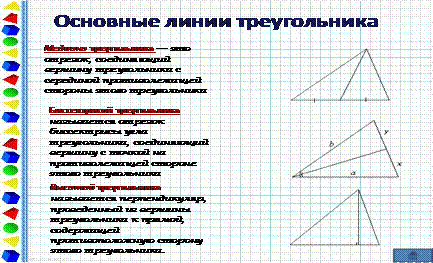 Основные линии треугольника
Медиана треугольника — это
отрезок, соединяющий
вершину треугольника с
серединой противолежащей
стороны этого треугольника
Биссектрисой треугольника
называется отрезок
биссектрисы угла
треугольника, соединяющий
вершину с точкой на
противолежащей стороне
этого треугольника
Высотой треугольника
называется перпендикуляр,
проведенный из вершины
треугольника к прямой,
содержащей
противоположную сторону
этого треугольника.
b
y
a
x